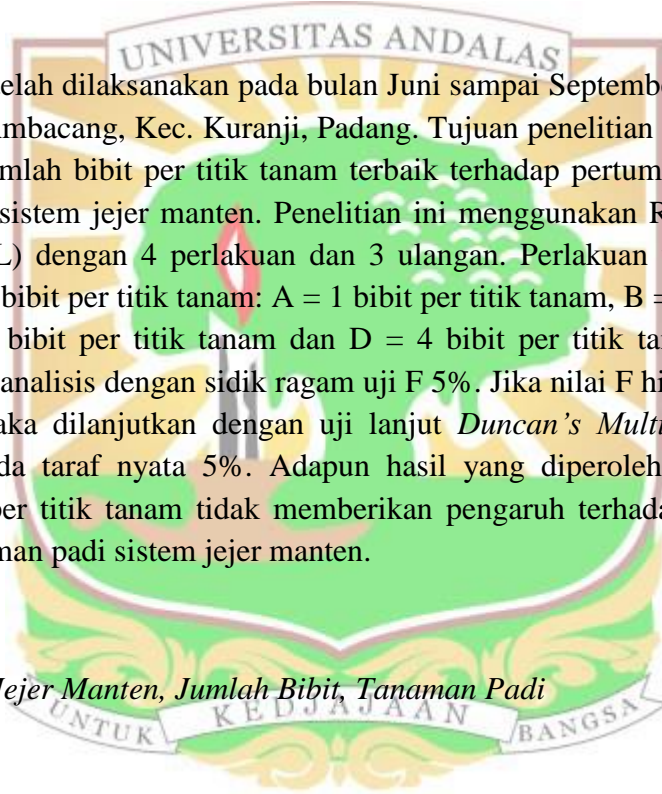 UNIVERSITAS ANDALAS
elah dilaksanakan pada bulan Juni sampai Septemb
mbacang, Kec. Kuranji, Padang. Tujuan penelitian
mlah bibit per titik tanam terbaik terhadap pertum
sistem jejer manten. Penelitian ini menggunakan R
L) dengan 4 perlakuan dan 3 ulangan. Perlakuan
bibit per titik tanam: A = 1 bibit per titik tanam, B =
bibit per titik tanam dan D = 4 bibit per titik ta
analisis dengan sidik ragam uji F 5%. Jika nilai F hi
aka dilanjutkan dengan uji lanjut Duncan’s Multi
da taraf nyata 5%. Adapun hasil yang diperoleh
per titik tanam tidak memberikan pengaruh terhada
man padi sistem jejer manten.
Jejer Manten, Jumlah Bibit, Tanaman Padi
UNTUK KEDJAJAAN BANGSA